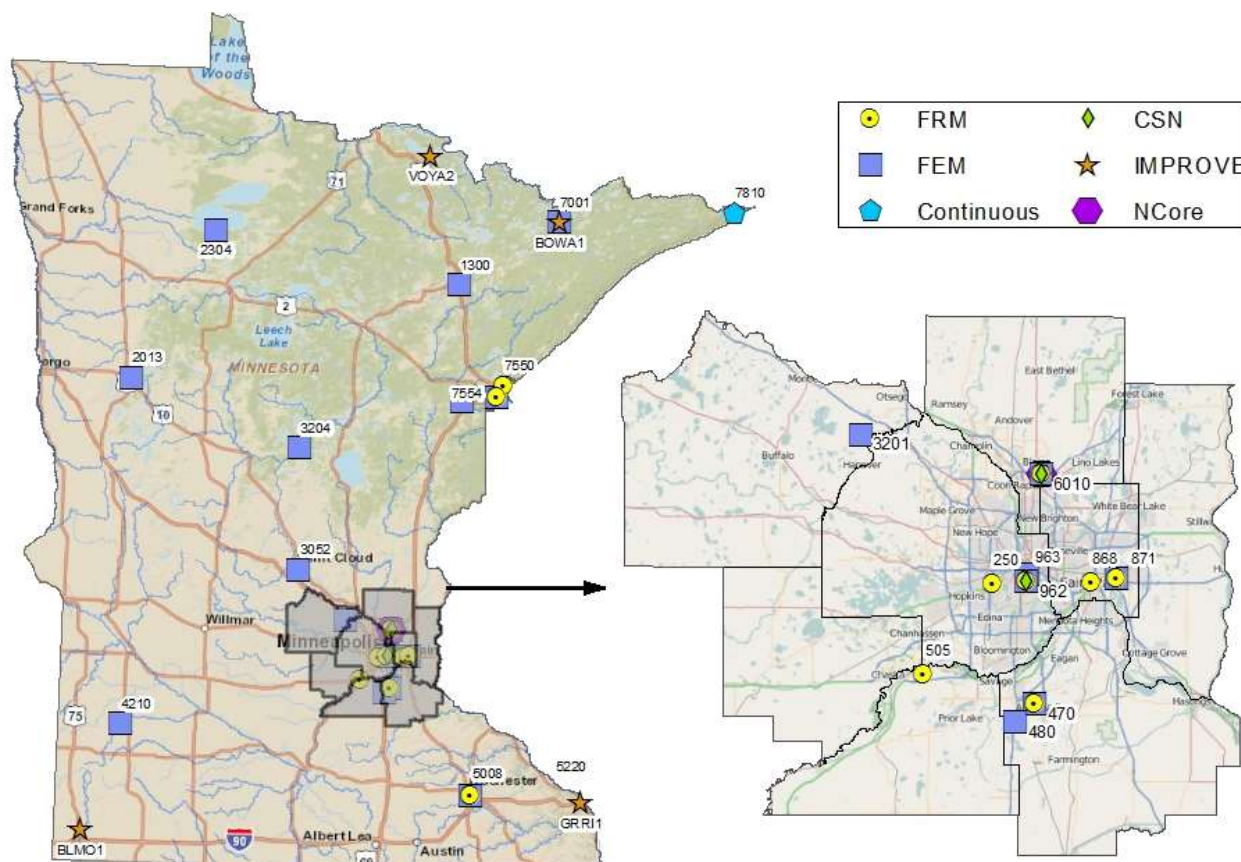 Lake
of the
Woods
FRM
CSN
FEM
IMPROVE
Continuous
NCore
VOYA2
71
7001
BOWA1
7810
Grand Forks
2304
1300
2
Leech
Lake
MINNESOTA
2013
10
7550
7554
3204
3052
Cloud
Willmar
Minneapolis
75
4210
5008
5220
GRRI1
BLMO1
90
Albert Lea
Austin
East Bethel
Otsego
Ramsey
Andover
Forest Lake
3201
Champlin
Buffalo
Hanover
Lino Lakes
6010
Maple Grove
White Bear Lake
New Hope
New Brighton
250
963
868
871
962
Hopkins
Edina
Mendota Heights
Chanhassen
Bloomington
Eagan
Cottage Grove
505
Savage
Hastings
Prior Lake
470
480
Farmington